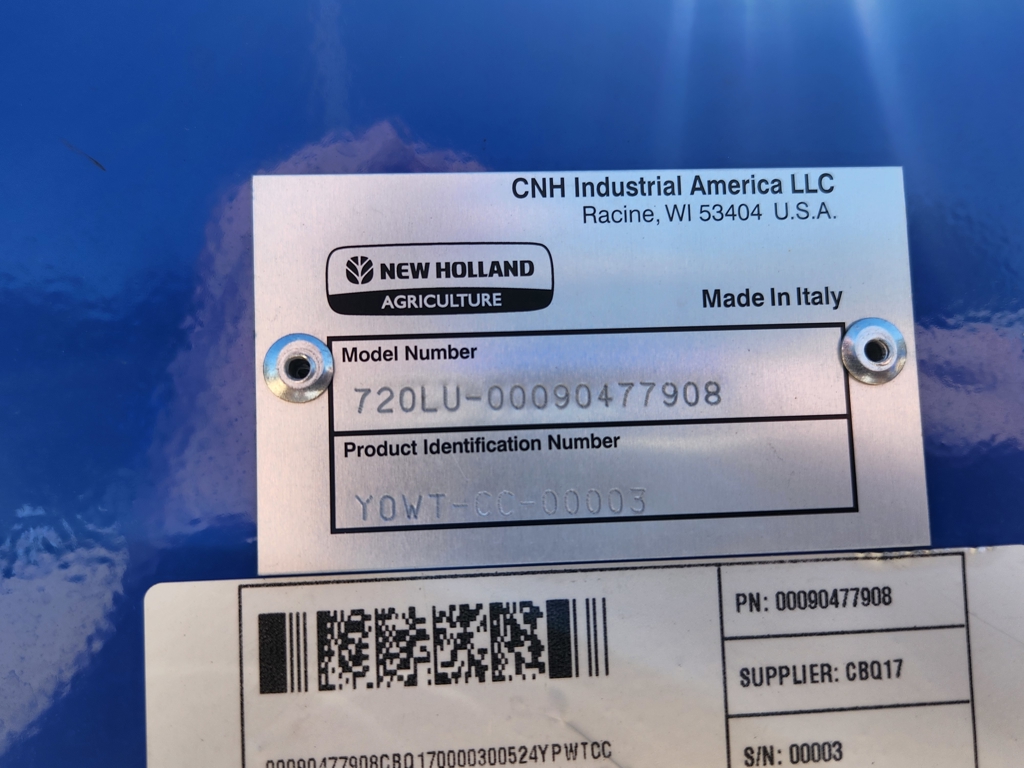 CNH Industrial America LLC
Racine, WI 53404 U.S.A.
NEW HOLLAND
AGRICULTURE
Made In Italy
Model Number
720LU-00090477908
Product Identification Number
YOWT-CC-00003
PN: 00090477908
SUPPLIER: CBQ17
S/N: 00003
00090477908CBQ170000300524YPWTCC